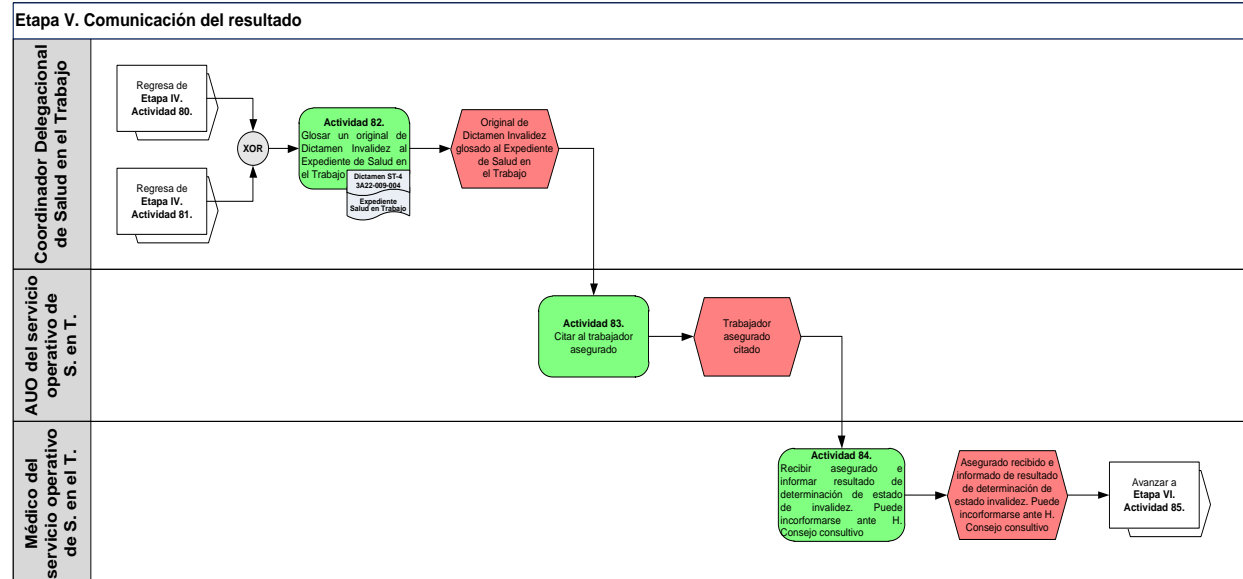 Etapa V. Comunicación del resultado
Coordinador Delegacional
de Salud en el Trabajo
Regresa de
Etapa IV.
Actividad 80.
Regresa de
Etapa IV.
Actividad 81.
XOR
Actividad 82.
Glosar un original de
Dictamen Invalidez al
Expediente de Salud en
el Trabajo
Dictamen ST-4
3A22-009-004
Expediente
Salud en Trabajo
Original de
Dictamen Invalidez
glosado al Expediente
de Salud en
el Trabajo
AUO del servicio
operativo de
S. en T.
Actividad 83.
Citar al trabajador
asegurado
Trabajador
asegurado
citado
Médico del
servicio operativo
de S. en el T.
Actividad 84.
Recibir asegurado e
informar resultado de
determinación de estado
de invalidez. Puede
incorformarse ante H.
Consejo consultivo
Asegurado recibido e
informado de resultado
de determinación de
estado invalidez. Puede
incorformarse ante H.
Consejo consultivo
Avanzar a
Etapa VI.
Actividad 85.